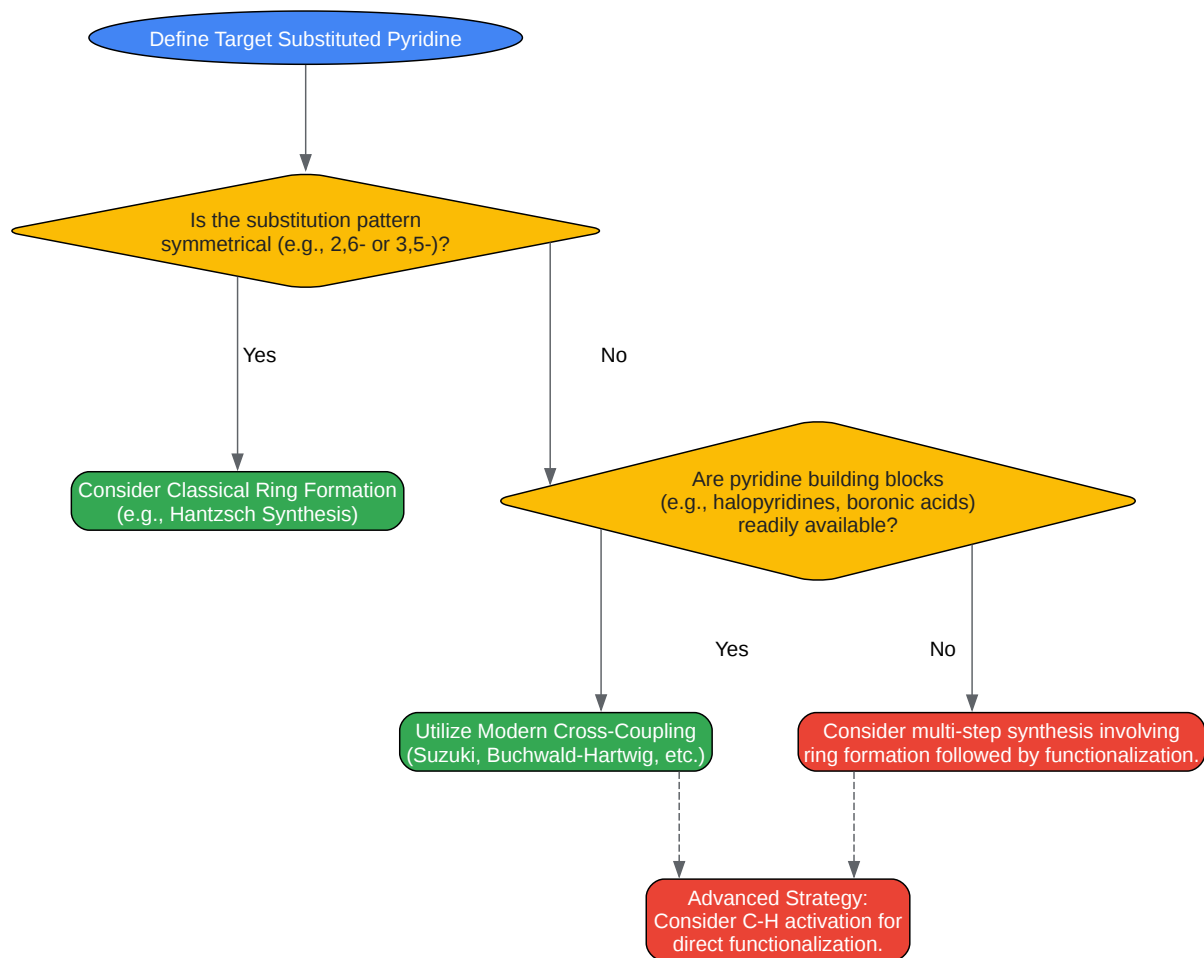 Define Target Substituted Pyridine
Is the substitution pattern
symmetrical (e.g., 2,6- or 3,5-)?
Yes
No
Consider Classical Ring Formation
(e.g., Hantzsch Synthesis)
Are pyridine building blocks
(e.g., halopyridines, boronic acids)
readily available?
Yes
No
Utilize Modern Cross-Coupling
(Suzuki, Buchwald-Hartwig, etc.)
Consider multi-step synthesis involving
ring formation followed by functionalization.
Advanced Strategy:
Consider C-H activation for
direct functionalization.